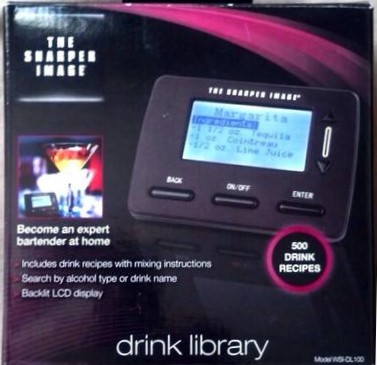 THE
SHARPER
IMAGE
THE SHARPER IMAGE
Margarita
Ingredients:
-1 1/2 oz. Tequila
-1 oz. Cointreau
-1/2 oz. Lime Juice
BACK
ON/OFF
ENTER
Become an expert
bartender at home
Includes drink recipes with mixing instructions
Search by alcohol type or drink name
Backlit LCD display
500
DRINK
RECIPES
drink library
Model WSI-DL100